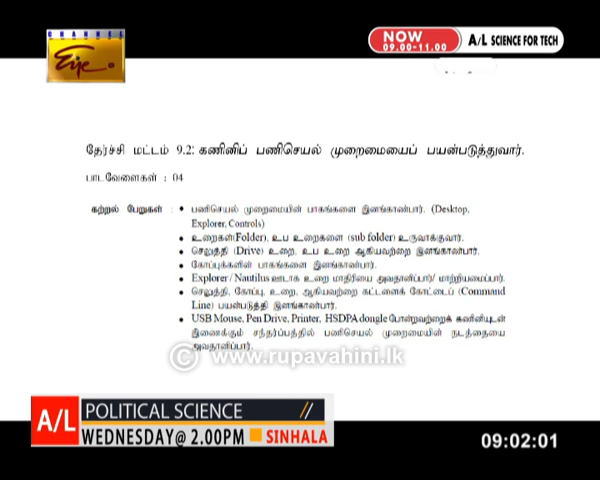 CHANNEL
Eye
NOW
09.00-11.00
A/L SCIENCE FOR TECH
தேர்ச்சி மட்டம் 9.2: கணினிப் பணிசெயல் முறைமையைப் பயன்படுத்துவார்.
பாடவேளைகள் : 04
கற்றல் பேறுகள் : • பணிசெயல் முறைமையின் பாகங்களை இனங்காண்பார். (Desktop,
Explorer, Controls)
• உறைகள்(Folder), உப உறைகளை (sub folder) உருவாக்குவார்.
• செலுத்தி (Drive) உறை, உப உறை ஆகியவற்றை இனங்காண்பார்.
• கோப்புக்களின் பாகங்களை இனங்காண்பார்.
• Explorer / Nautilus ஊடாக உறை மாதிரியை அவதானிப்பார்/ மாற்றியமைப்பார்.
• செலுத்தி, கோப்பு, உறை, ஆகியவற்றை கட்டளைக் கோட்டைப் (Command
Line) பயன்படுத்தி இனங்காண்பார்.
• USB Mouse, Pen Drive, Printer, HSDPA dongle போன்றவற்றைக் கணினியுடன்
இணைக்கும் சந்தர்ப்பத்தில் பணிசெயல் முறைமையின் நடத்தையை
அவதானிப்பார்.
© www.rupavahini.lk
A/L
POLITICAL SCIENCE //
WEDNESDAY@ 2.00PM ■ SINHALA
09:02:01